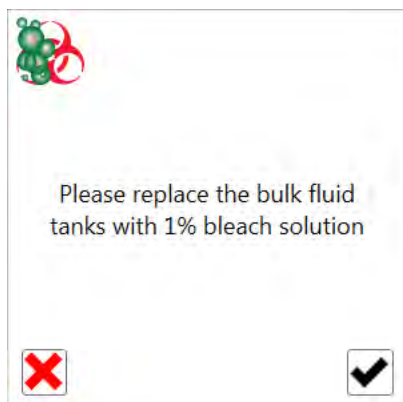 Please replace the bulk fluid
tanks with 1% bleach solution